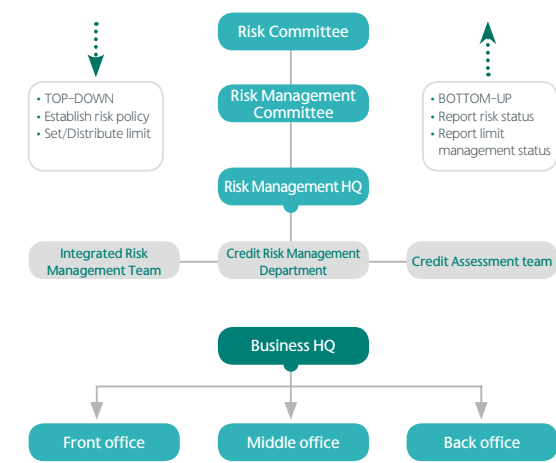 Risk Committee
• TOP-DOWN
• Establish risk policy
• Set/Distribute limit
Risk Management
Committee
• BOTTOM-UP
• Report risk status
• Report limit
management status
Risk Management HQ
Integrated Risk
Management Team
Credit Risk Management
Department
Credit Assessment team
Business HQ
Front office
Middle office
Back office